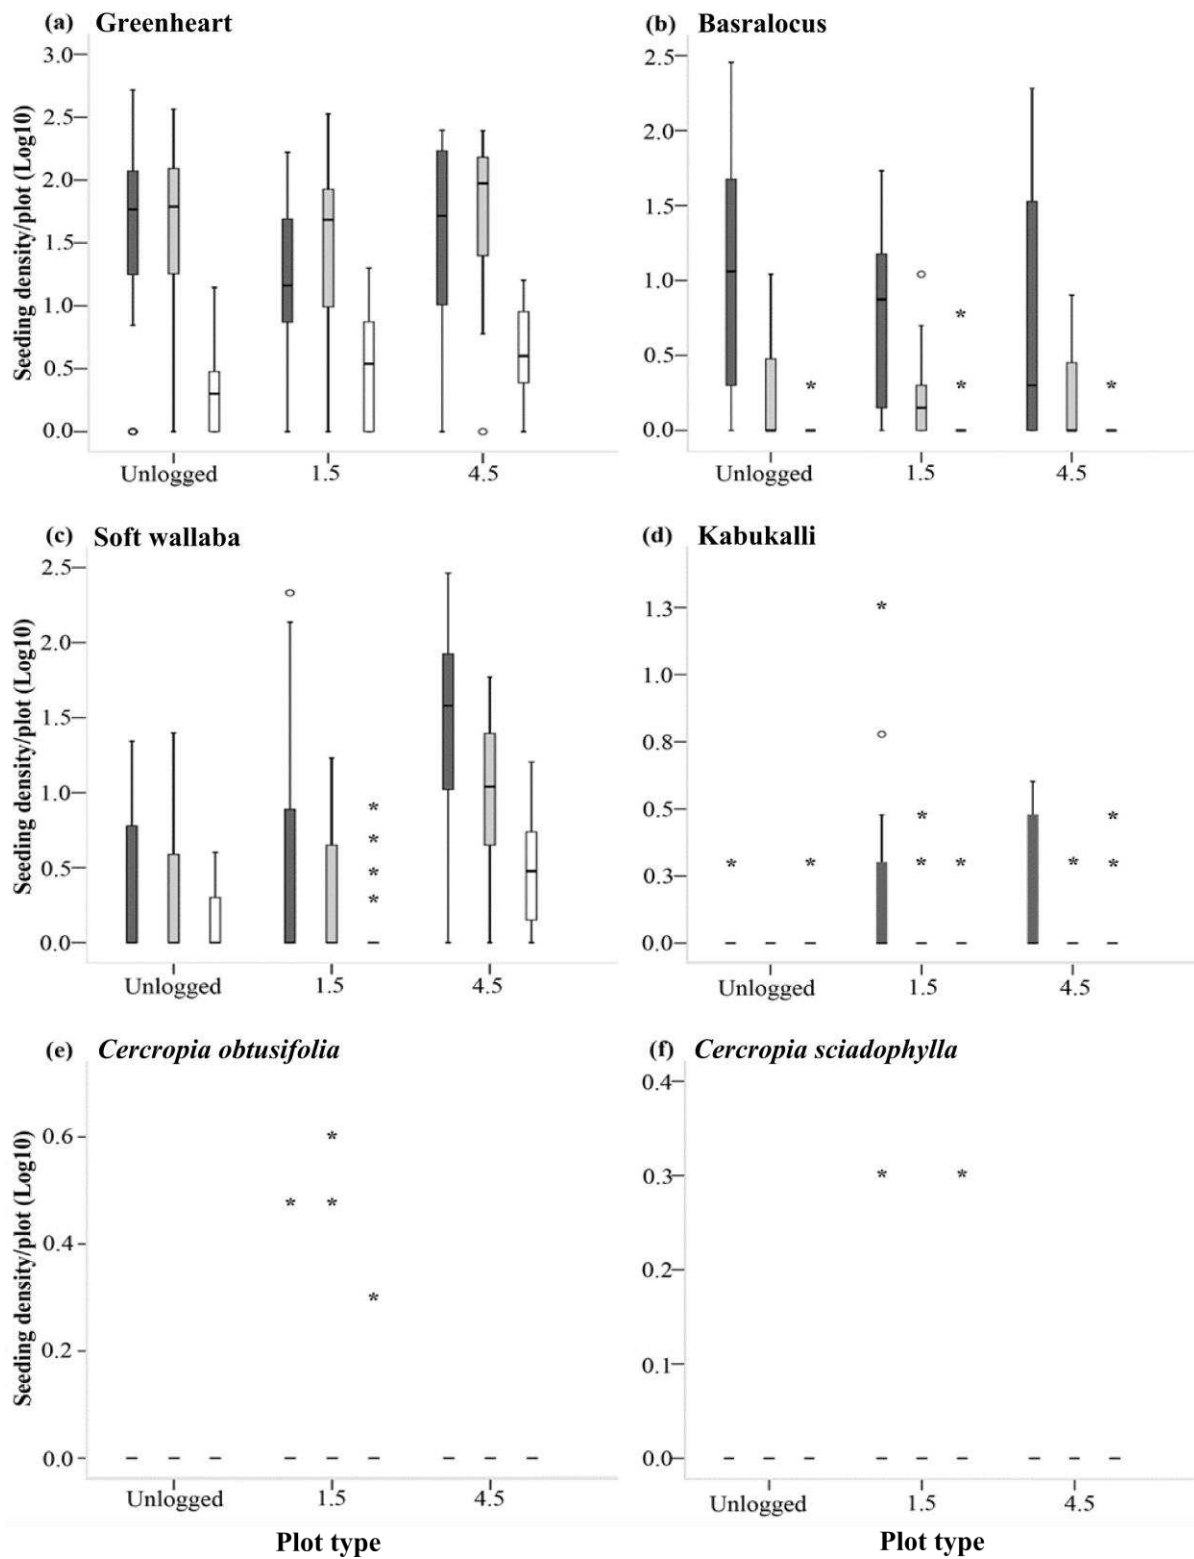 (a) Greenheart
Seeding density/plot (Log10)
3.0
2.5
2.0
1.5
1.0
0.5
0.0
Unlogged 1.5 4.5
(b) Basralocus
2.5
2.0
1.5
1.0
0.5
0.0
Unlogged 1.5 4.5
(c) Soft wallaba
Seeding density/plot (Log10)
2.5
2.0
1.5
1.0
0.5
0.0
Unlogged 1.5 4.5
(d) Kabukalli
1.3
1.0
0.8
0.5
0.3
0.0
Unlogged 1.5 4.5
(e) Cercropia obtusifolia
Seeding density/plot (Log10)
0.6
0.4
0.2
0.0
Unlogged 1.5 4.5
Plot type
(f) Cercropia sciadophylla
0.4
0.3
0.2
0.1
0.0
Unlogged 1.5 4.5
Plot type